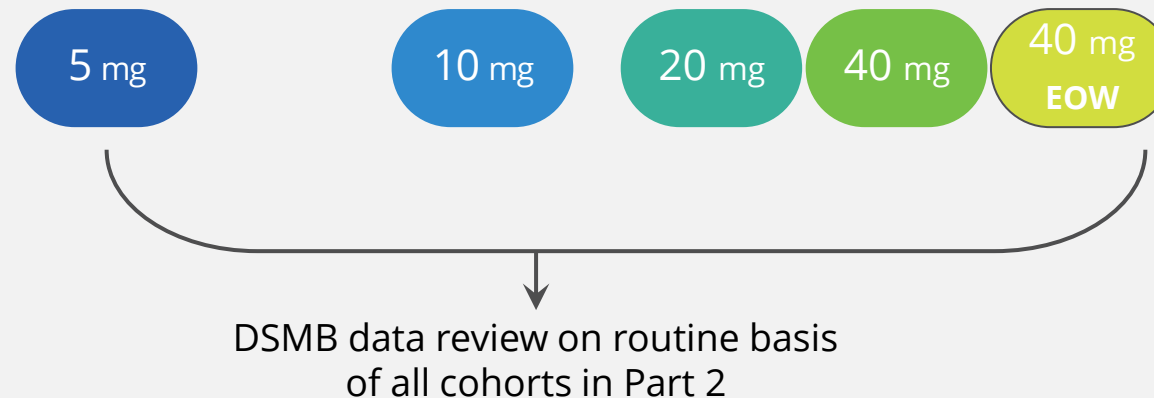 5 mg
10 mg
20 mg
40 mg
40 mg
EOW
DSMB data review on routine basis
of all cohorts in Part 2